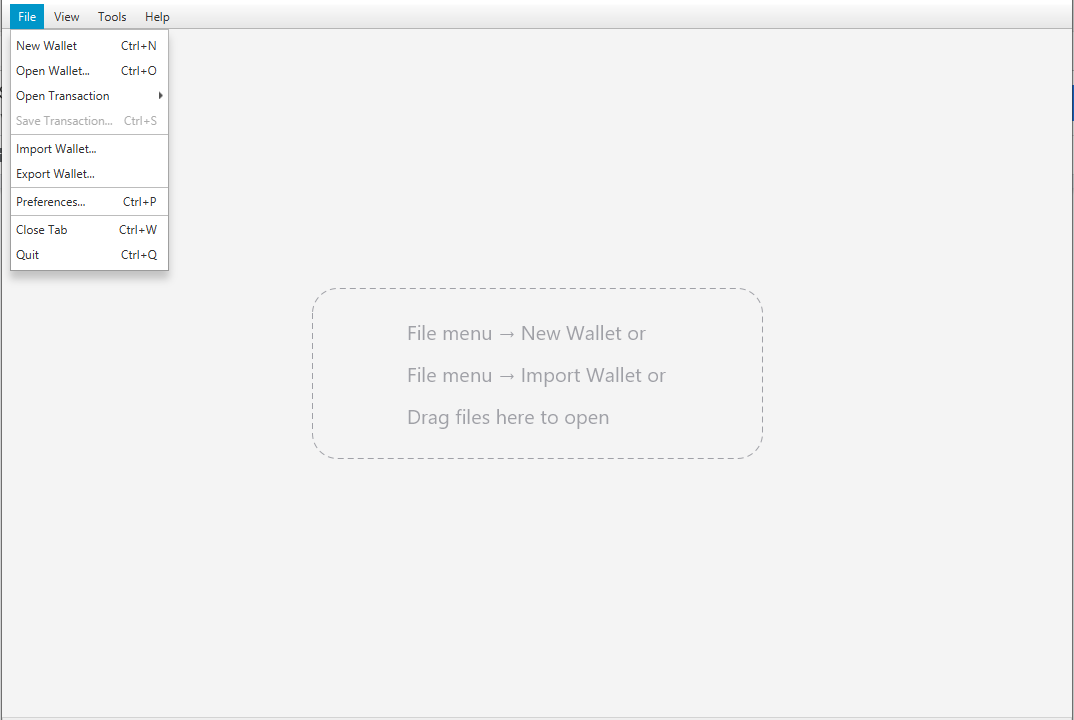 File View Tools Help
New Wallet Ctrl+N
Open Wallet... Ctrl+O
Open Transaction
Save Transaction... Ctrl+S
Import Wallet...
Export Wallet...
Preferences... Ctrl+P
Close Tab Ctrl+W
Quit Ctrl+Q
File menu → New Wallet or
File menu → Import Wallet or
Drag files here to open